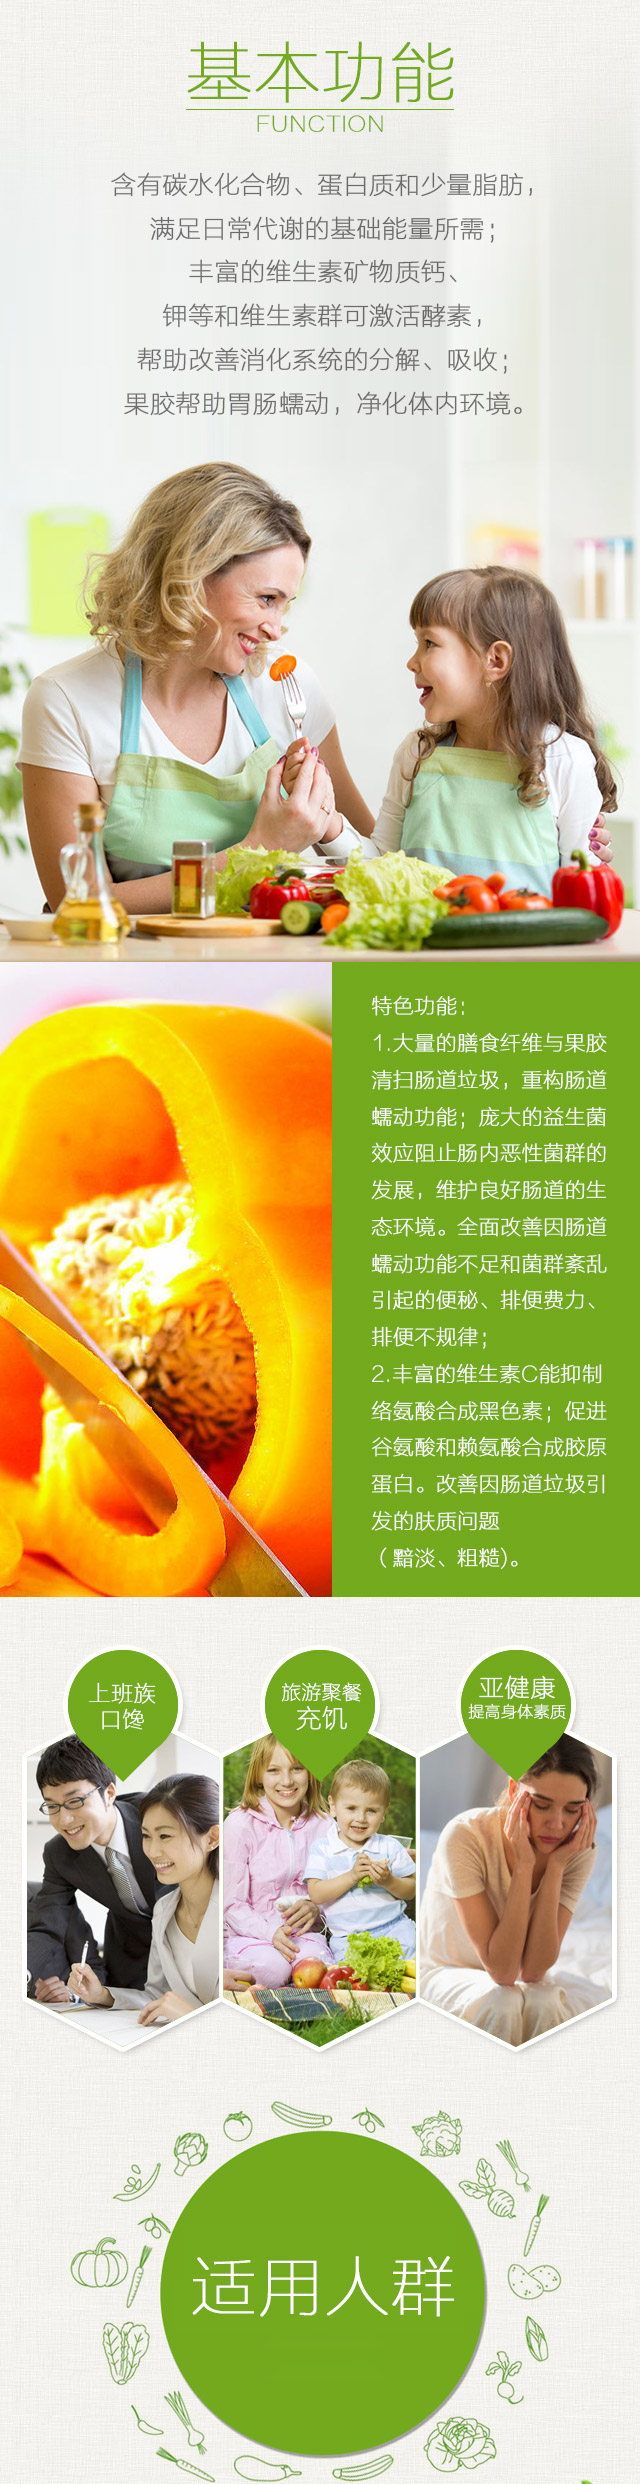 基本功能
FUNCTION
含有碳水化合物、蛋白质和少量脂肪，
满足日常代谢的基础能量所需；
丰富的维生素矿物质钙、
钾等和维生素群可激活酵素，
帮助改善消化系统的分解、吸收；
果胶帮助胃肠蠕动，净化体内环境。
特色功能：
1.大量的膳食纤维与果胶
清扫肠道垃圾，重构肠道
蠕动功能；庞大的益生菌
效应阻止肠内恶性菌群的
发展，维护良好肠道的生
态环境。全面改善因肠道
蠕动功能不足和菌群紊乱
引起的便秘、排便费力、
排便不规律；
2.丰富的维生素C能抑制
络氨酸合成黑色素；促进
谷氨酸和赖氨酸合成胶原
蛋白。改善因肠道垃圾引
发的肤质问题
（黯淡、粗糙)。
上班族
口馋
旅游聚餐
充饥
亚健康
提高身体素质
适用人群